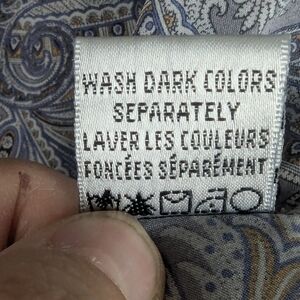 WASH DARK COLORS
SEPARATELY
LAVER LES COULEURS
FONCÉES SÉPARÉMENT